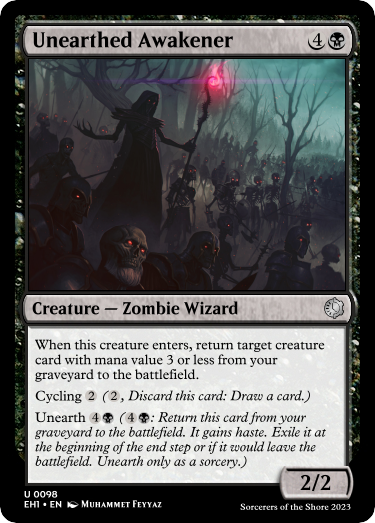 Unearthed Awakener 4
Creature — Zombie Wizard
When this creature enters, return target creature
card with mana value 3 or less from your
graveyard to the battlefield.
Cycling 2 (2, Discard this card: Draw a card.)
Unearth 4 (4: Return this card from your
graveyard to the battlefield. It gains haste. Exile it at
the beginning of the end step or if it would leave the
battlefield. Unearth only as a sorcery.)
2/2
U 0098
EH1 • EN Muhammet Feyyaz
Sorcerers of the Shore 2023